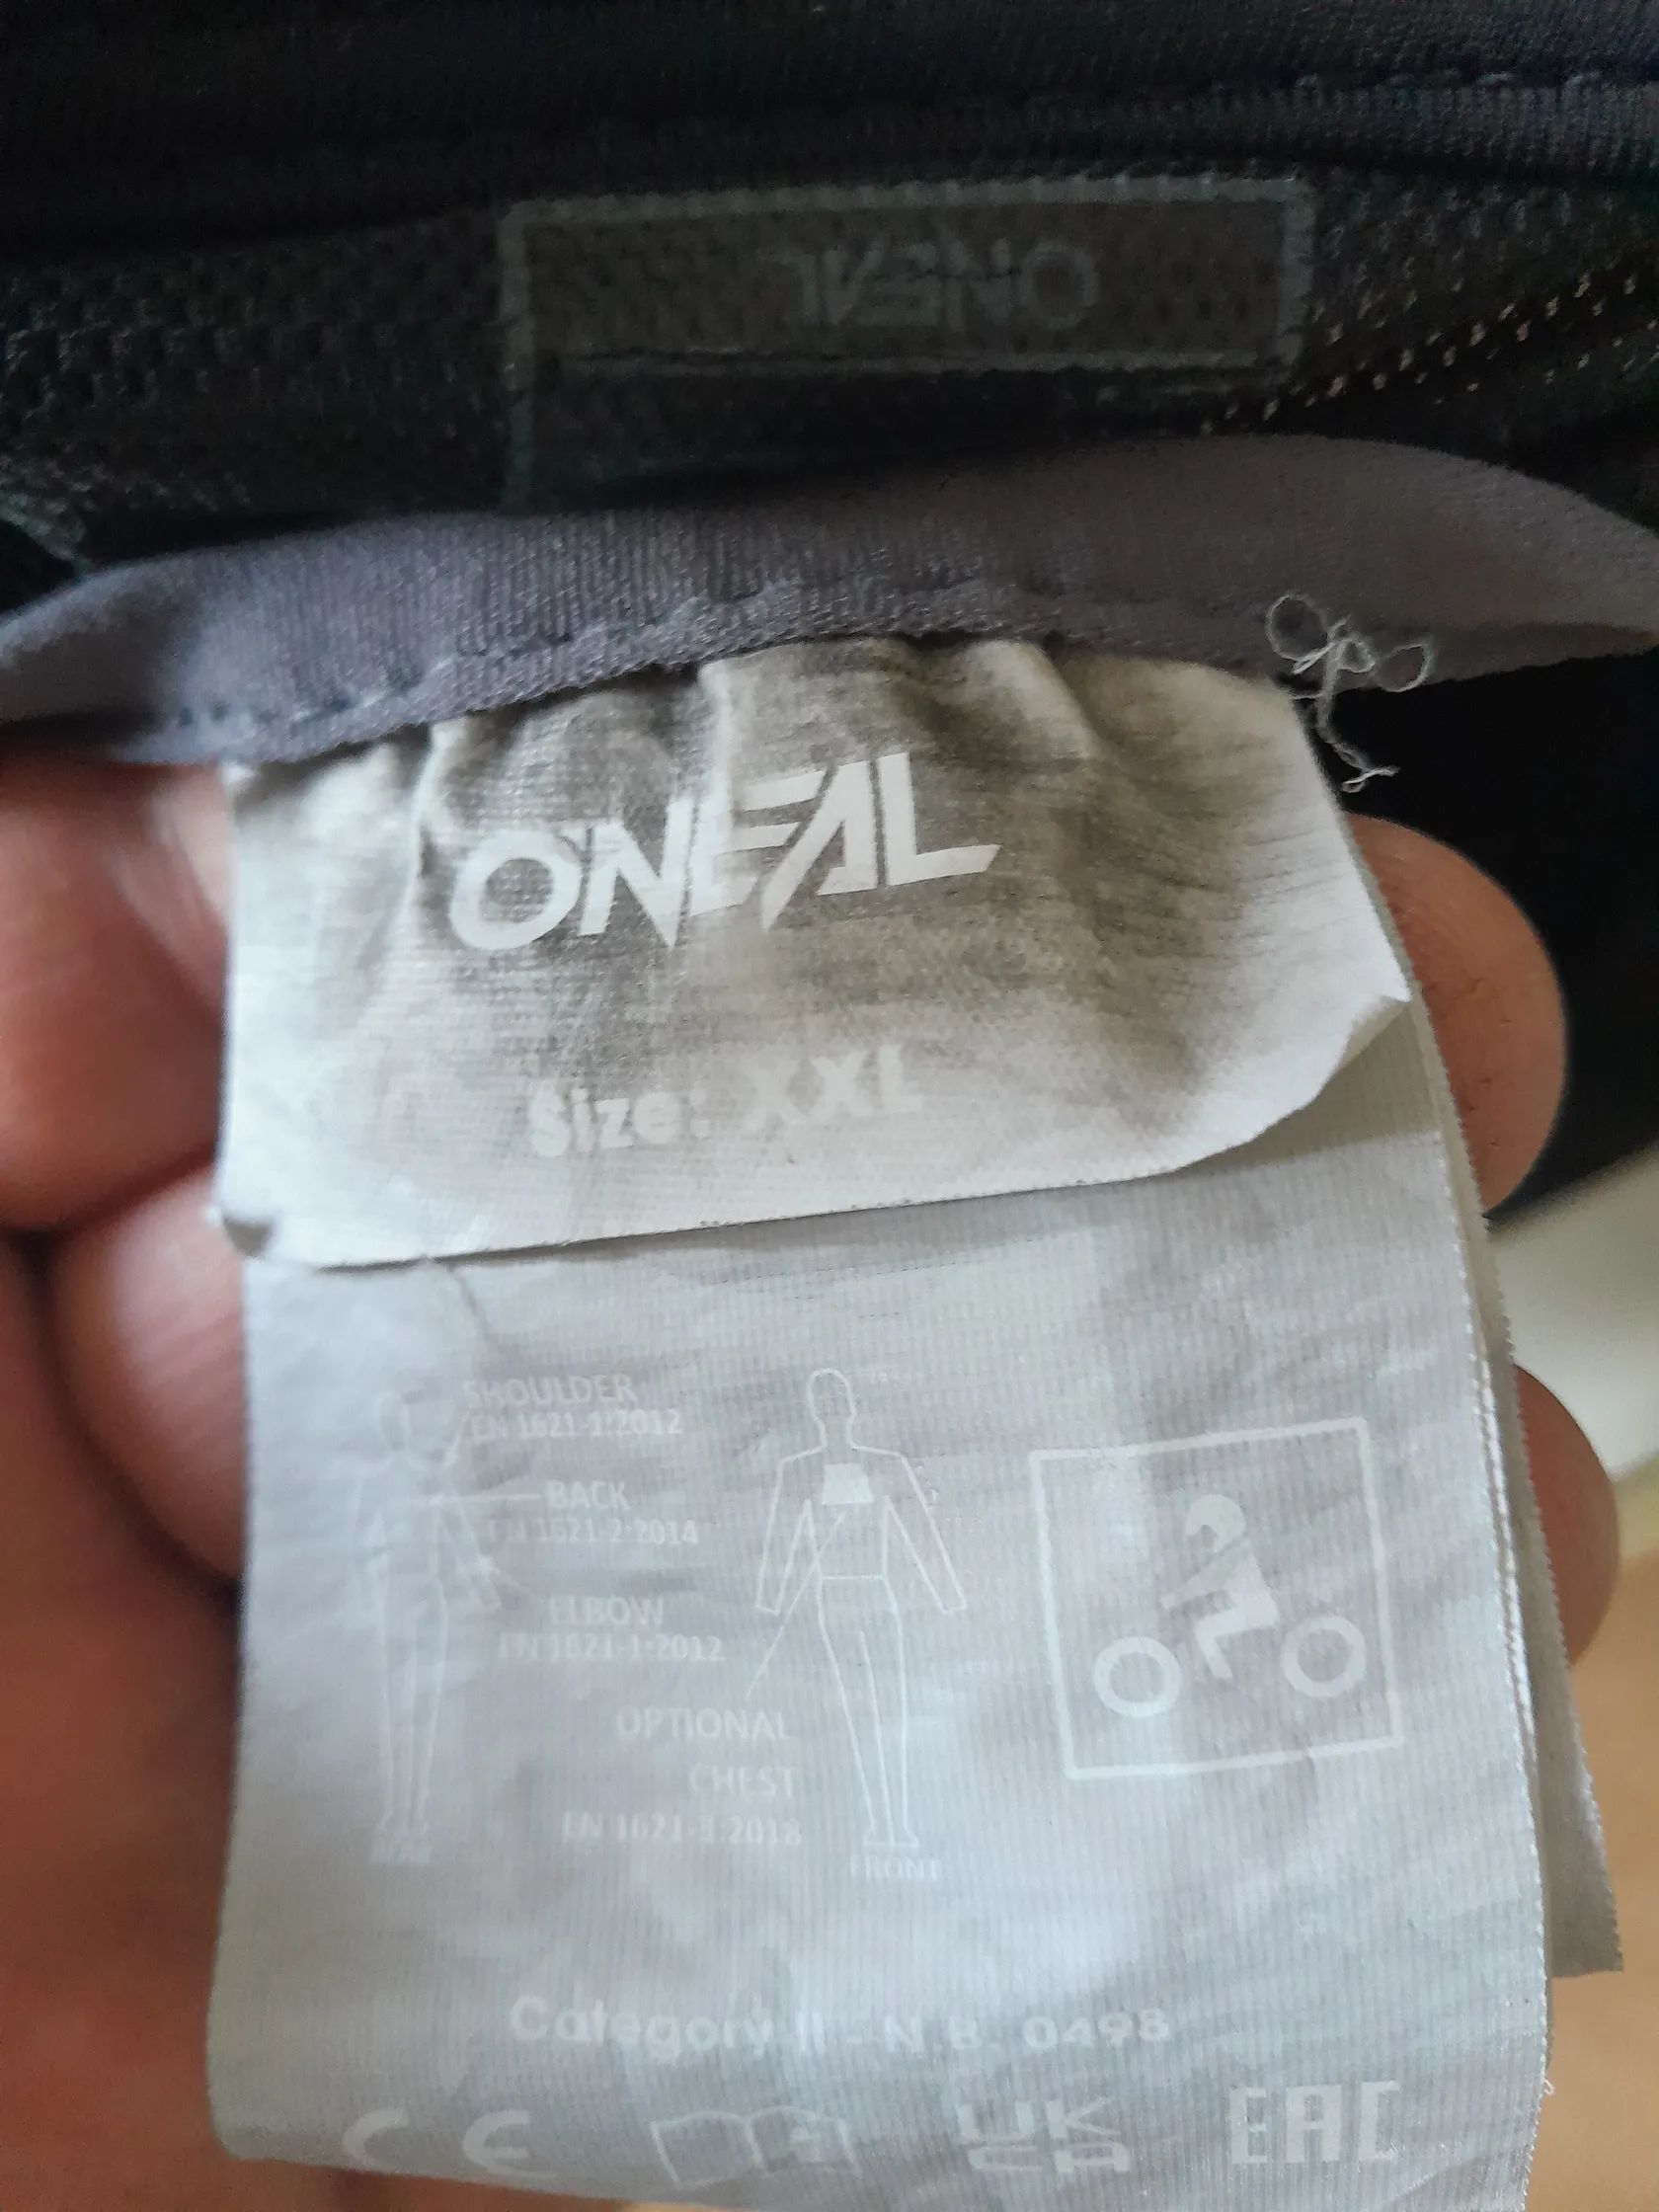 ONEAL
O'NEAL
Size: XXL
SHOULDER
EN 1621-1:2012
BACK
EN 1621-2:2014
ELBOW
EN 1621-1:2012
OPTIONAL
CHEST
EN 1621-3:2018
FRONT
Category II - N.B. 0498
CE UK CA EAC